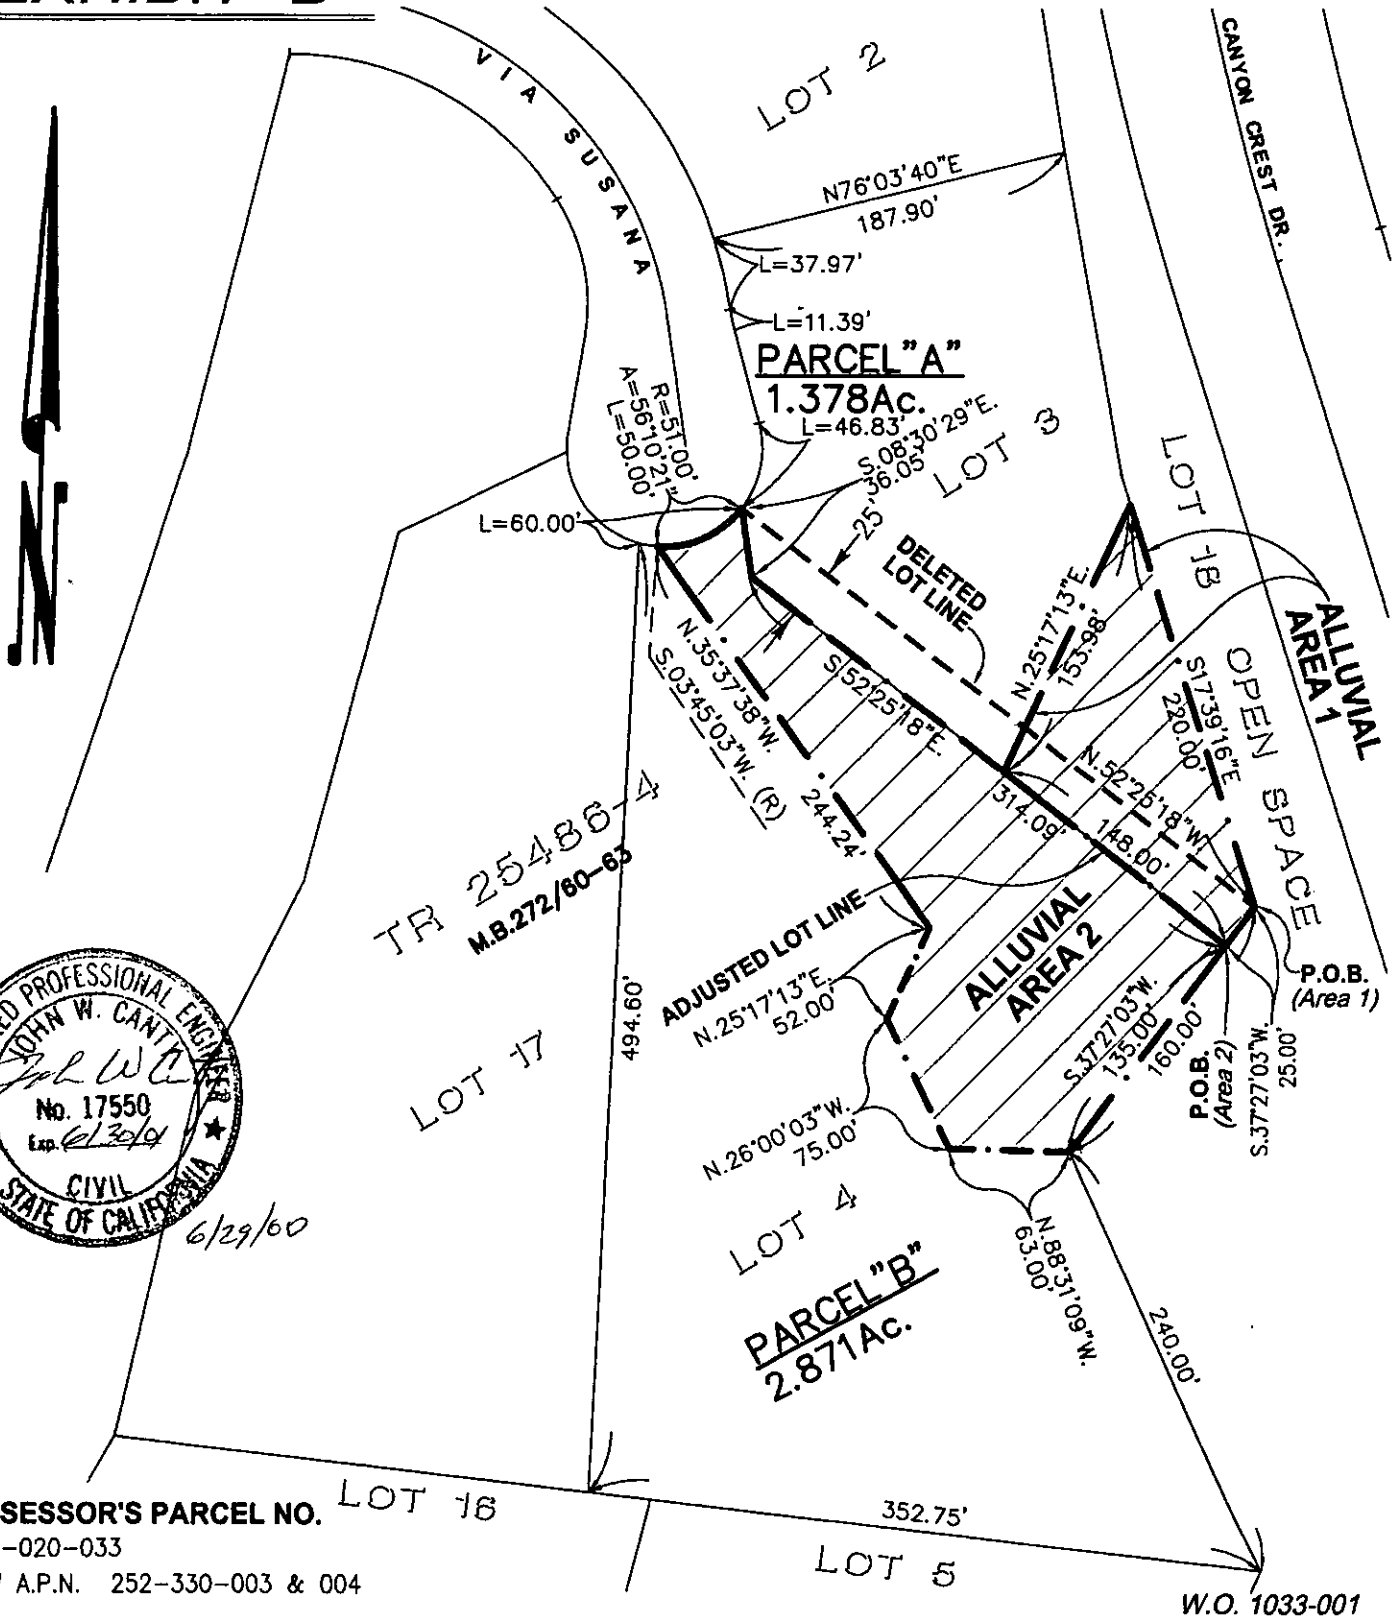 VIA SUSANA
LOT 2
CANYON CREST DR.
N76°03'40"E
187.90'
L=37.97'
L=11.39'
PARCEL"A"
1.378Ac.
L=46.83'
R=51.00'
A=56°10'21"
L=50.00'
S.08°30'29"E.
36.05'
LOT 3
LOT 18
L=60.00'
25'
DELETED
LOT LINE
N.25°17'13"E.
153.98'
ALLUVIAL
AREA 1
OPEN SPACE
S17°39'16"E
220.00'
N.35°37'38"W.
244.24'
S.03°45'03"W. (R)
S.52°25'18"E.
314.09'
N.52°25'18"W.
148.00'
TR 25486-4
M.B.272/60-63
ADJUSTED LOT LINE
ALLUVIAL
AREA 2
N.25°17'13"E.
52.00'
P.O.B.
(Area 1)
S.37°27'03"W.
135.00'
160.00'
P.O.B.
(Area 2)
S.37°27'03"W.
25.00'
494.60'
LOT 17
PROFESSIONAL ENGINEER
JOHN W.
No. 17550
Exp.
CIVIL
STATE OF CALIFORNIA
6/29/00
N.26°00'03"W.
75.00'
LOT 4
N.88°31'09"W.
63.00'
PARCEL"B"
2.871Ac.
240.00'
LOT 16
352.75'
LOT 5
SESSOR'S PARCEL NO.
-020-033
A.P.N. 252-330-003 & 004
W.O. 1033-001